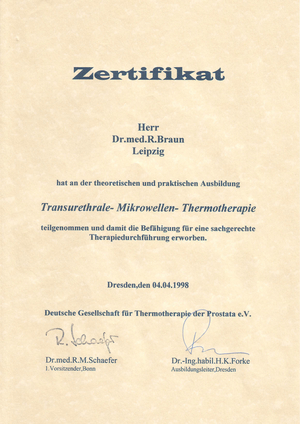 Zertifikat
Herr
Dr.med.R.Braun
Leipzig
hat an der theoretischen und praktischen Ausbildung
Transurethrale- Mikrowellen- Thermotherapie
teilgenommen und damit die Befähigung für eine sachgerechte
Therapiedurchführung erworben.
Dresden,den 04.04.1998
Deutsche Gesellschaft für Thermotherapie der Prostata e.V.
Dr.med.R.M.Schaefer
Dr.-Ing.habil.H.K.Forke
1.Vorsitzender,Bonn
Ausbildungsleiter,Dresden